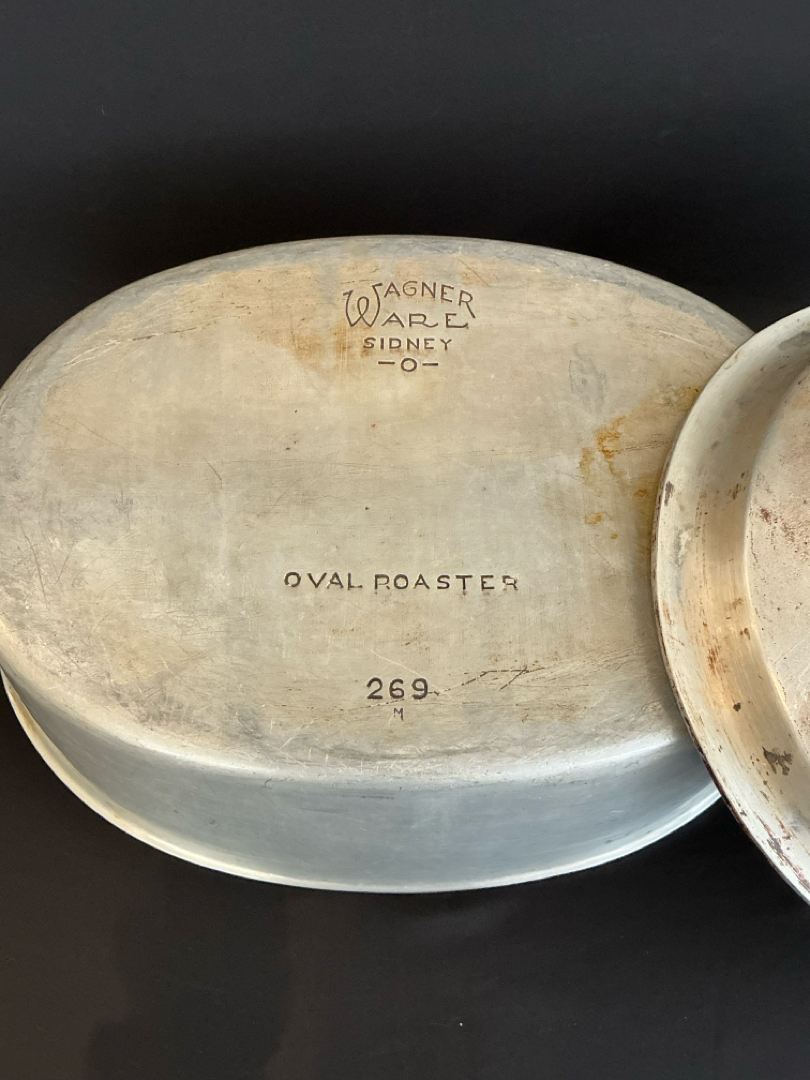 WAGNER
WARE
SIDNEY
-O-
OVAL ROASTER
269
M